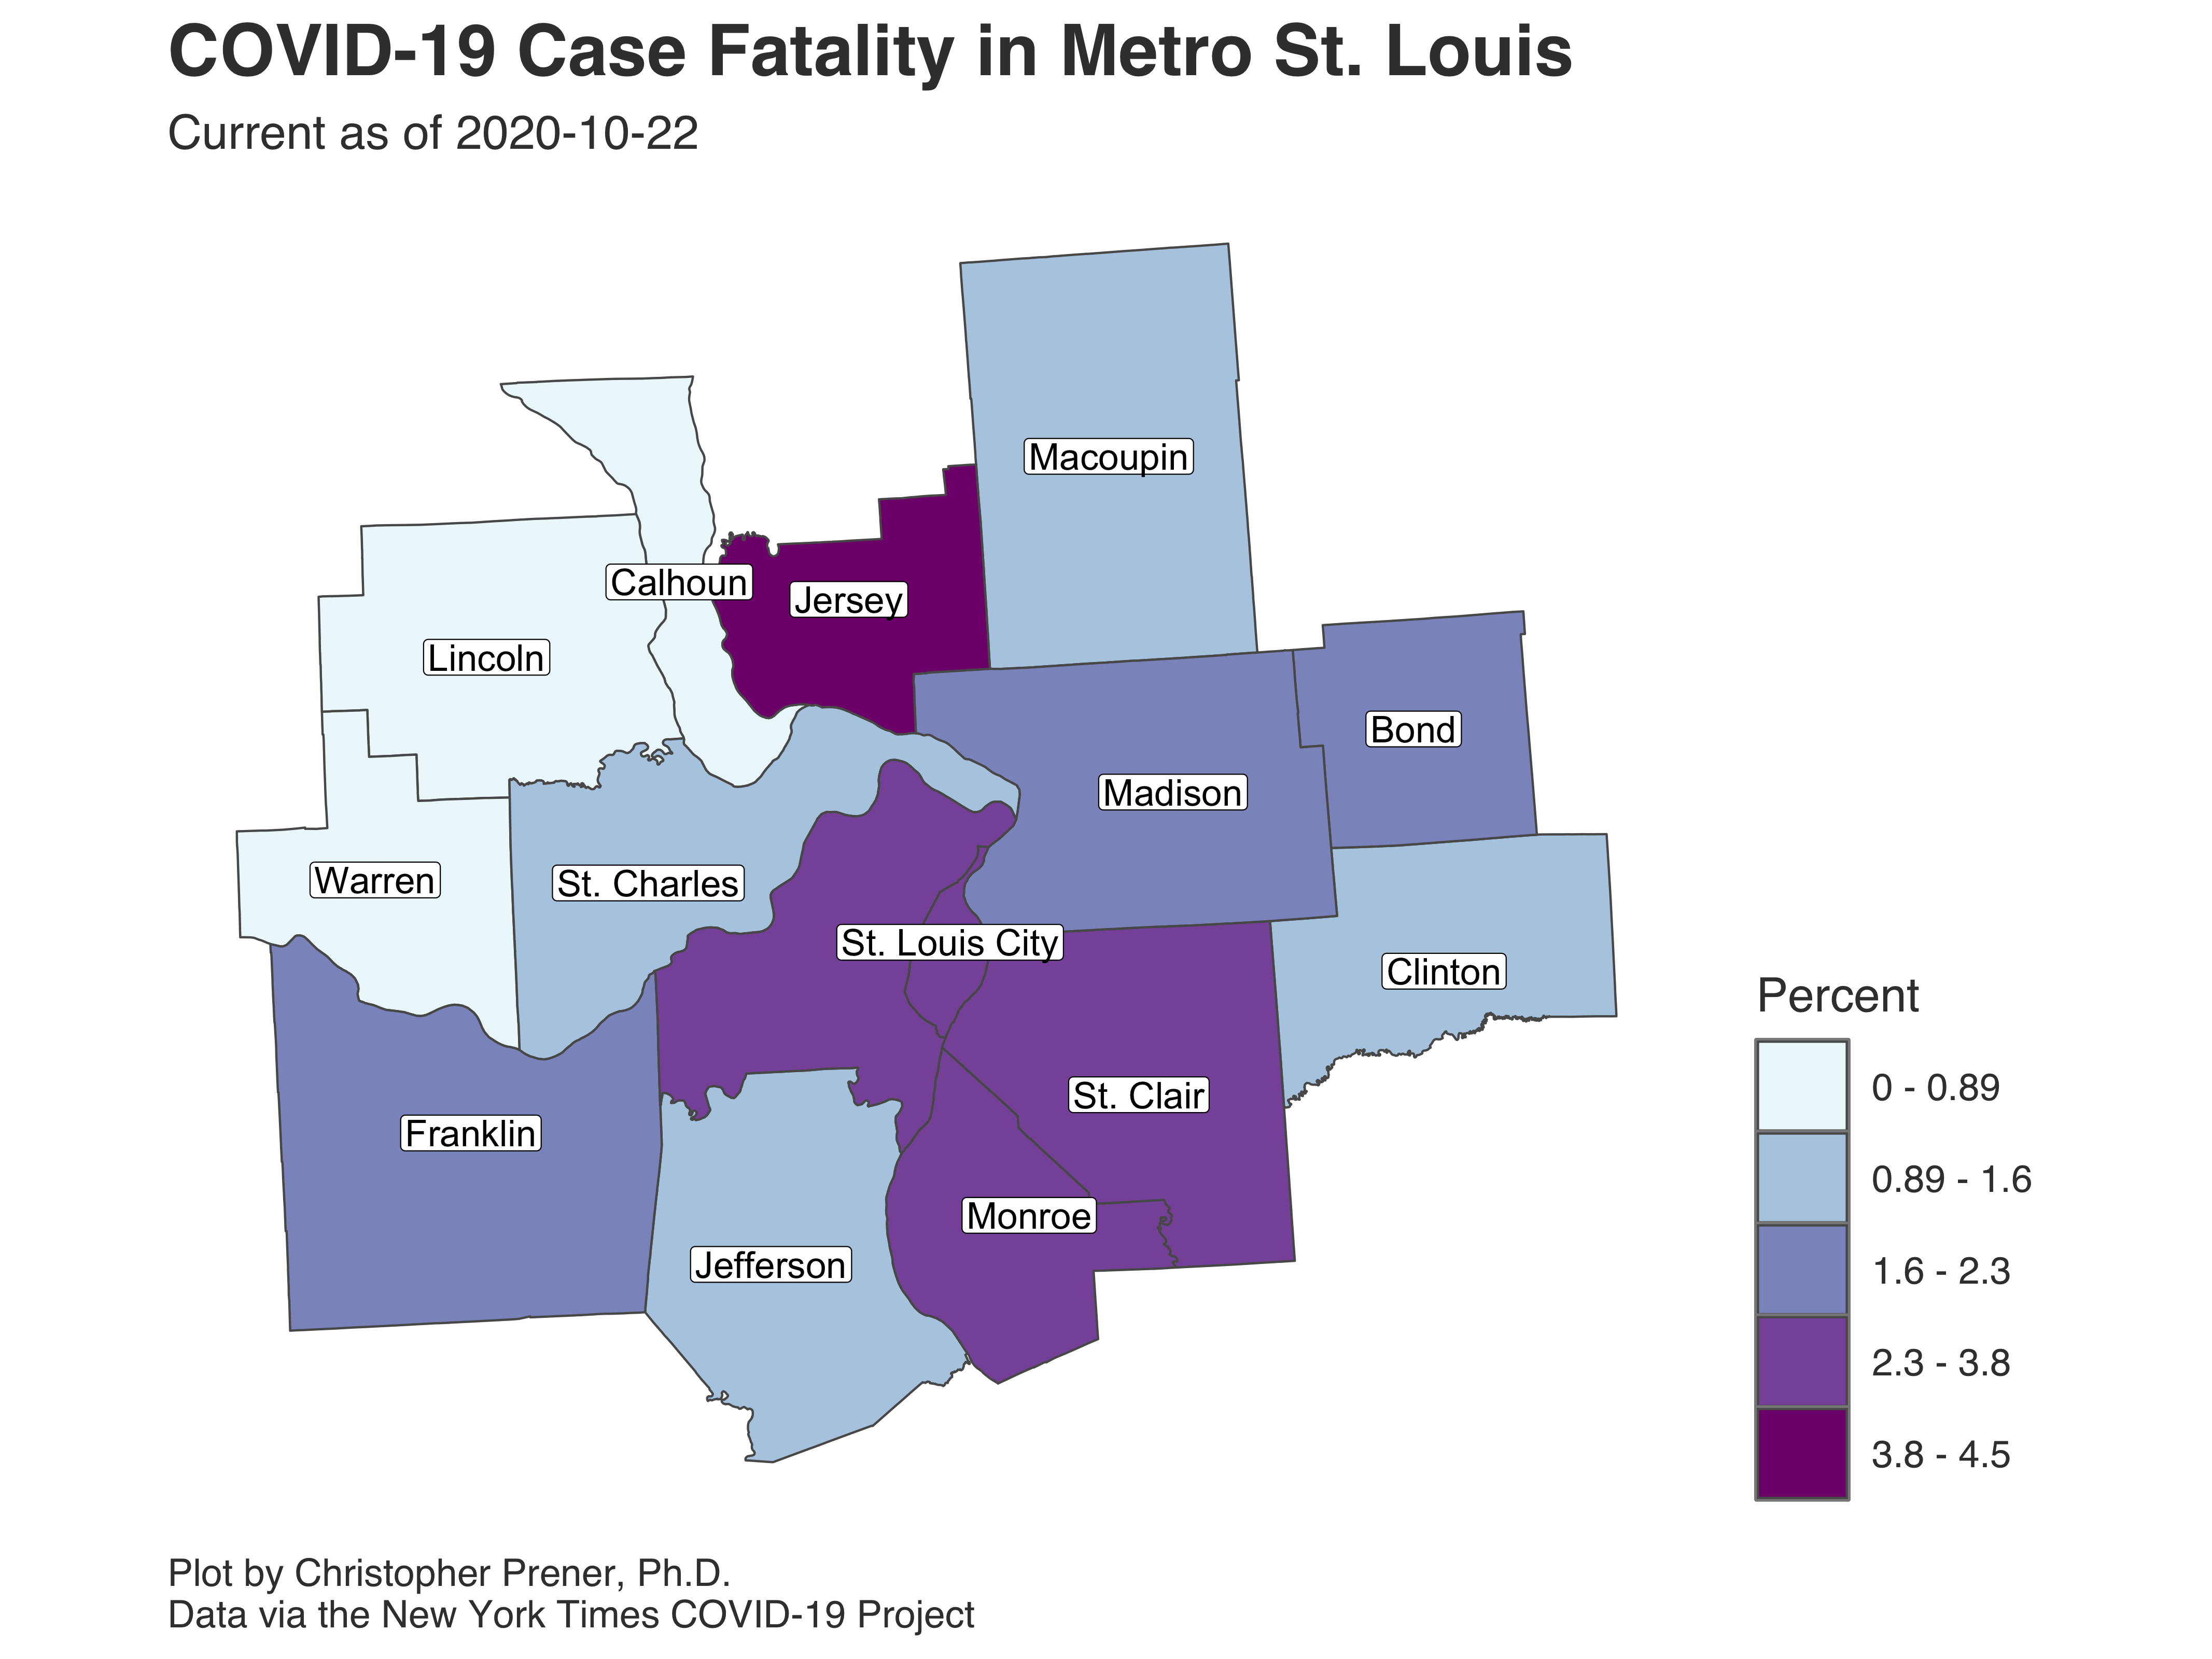 COVID-19 Case Fatality in Metro St. Louis
Current as of 2020-10-22
Macoupin
Calhoun
Jersey
Lincoln
Bond
Madison
Warren
St. Charles
St. Louis City
Clinton
St. Clair
Franklin
Monroe
Jefferson
Percent
0 - 0.89
0.89 - 1.6
1.6 - 2.3
2.3 - 3.8
3.8 - 4.5
Plot by Christopher Prener, Ph.D.
Data via the New York Times COVID-19 Project